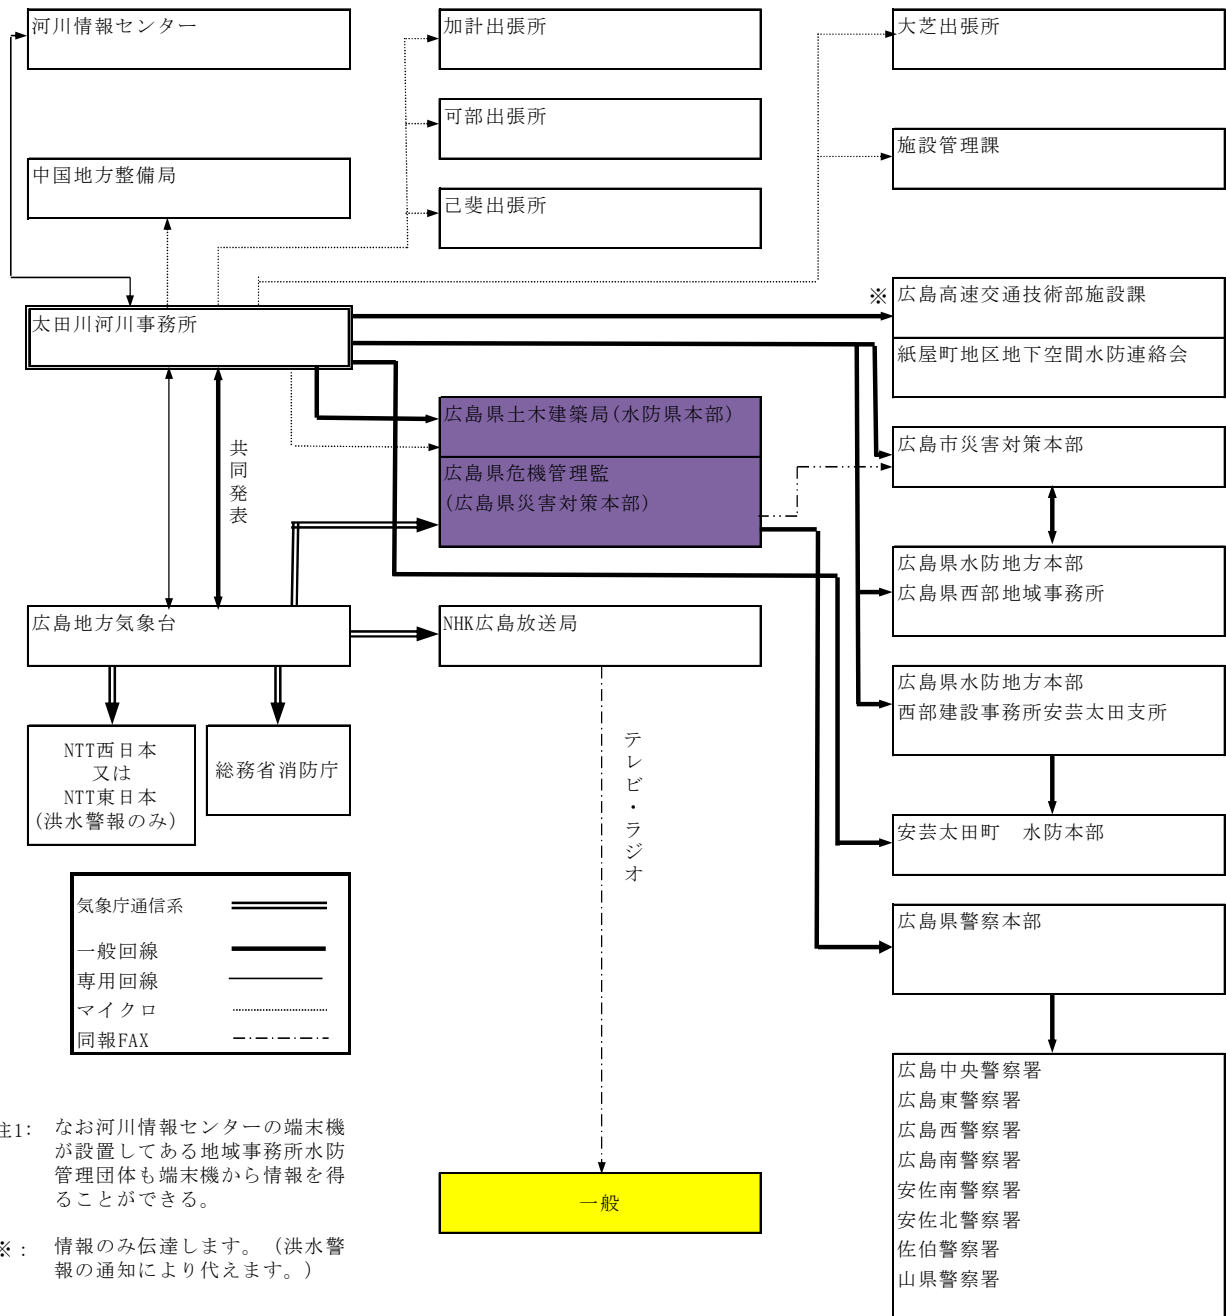 河川情報センター
加計出張所
大芝出張所
可部出張所
施設管理課
中国地方整備局
己斐出張所
※
広島高速交通技術部施設課
太田川河川事務所
紙屋町地区地下空間水防連絡会
広島県土木建築局(水防県本部)
広島市災害対策本部
共同発表
広島県危機管理監
(広島県災害対策本部)
広島県水防地方本部
広島県西部地域事務所
広島地方気象台
NHK広島放送局
広島県水防地方本部
西部建設事務所安芸太田支所
NTT西日本
又は
NTT東日本
(洪水警報のみ)
総務省消防庁
テレビ・ラジオ
安芸太田町　水防本部
気象庁通信系
一般回線
専用回線
マイクロ
同報FAX
広島県警察本部
広島中央警察署
広島東警察署
広島西警察署
広島南警察署
安佐南警察署
安佐北警察署
佐伯警察署
山県警察署
注1: なお河川情報センターの端末機
が設置してある地域事務所水防
管理団体も端末機から情報を得
ることができる。
一般
※: 情報のみ伝達します。（洪水警
報の通知により代えます。）